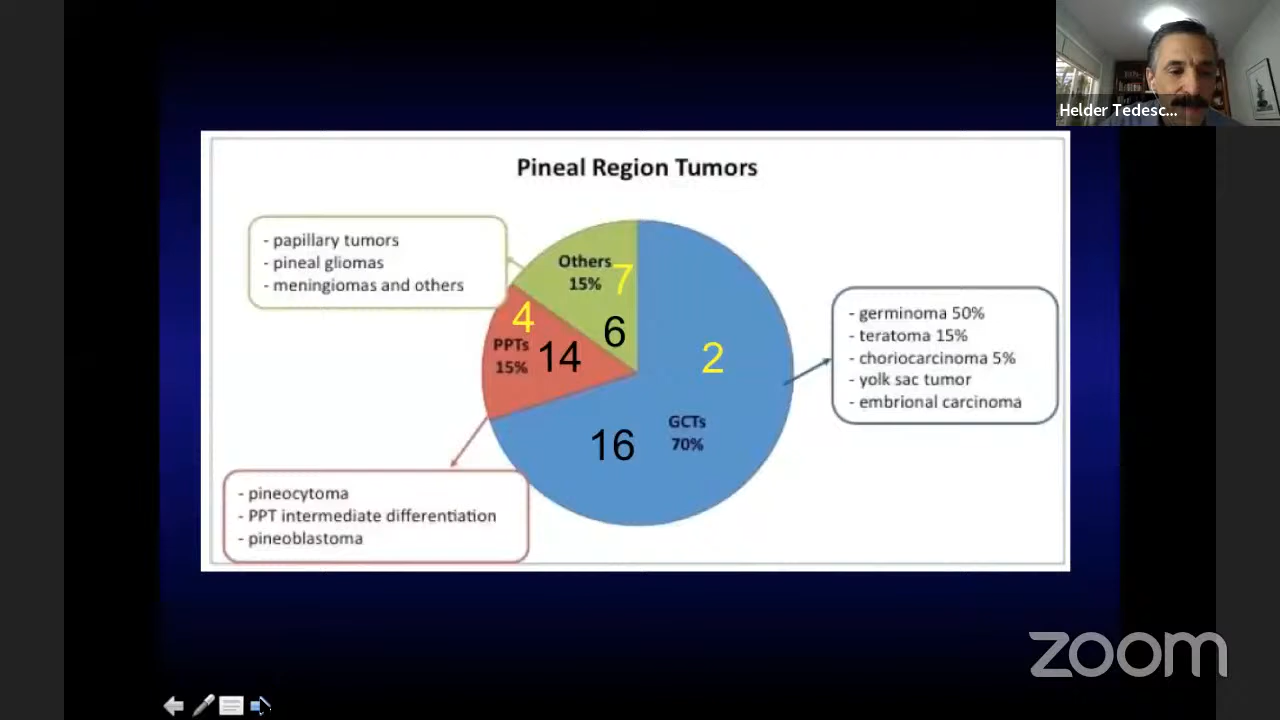 Helder Tedesc...
Pineal Region Tumors
- papillary tumors
- pineal gliomas
- meningiomas and others
Others
15%
7
6
4
PPTs
15%
14
2
GCTs
70%
16
- germinoma 50%
- teratoma 15%
- choriocarcinoma 5%
- yolk sac tumor
- embrional carcinoma
- pineocytoma
- PPT intermediate differentiation
- pineoblastoma
zoom